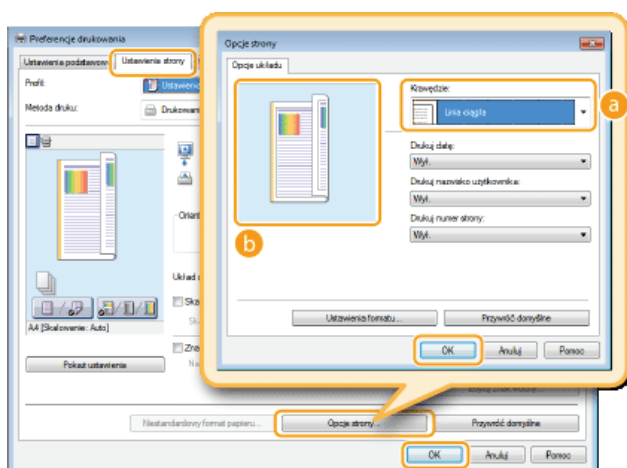 Preferencje drukowania
Ustawienia podstawowe
Ustawienia strony
Profil:
Metoda druku:
A4 [Skalowanie: Auto]
Pokaż ustawienia
Układ
Niestandardowy format papieru...
Opcje strony...
Przywróć domyślne
OK
Anuluj
Pomoc
Opcje strony
Opcje układu
Krawędzie:
Linia ciągła
a
b
Drukuj datę:
Wył.
Drukuj nazwisko użytkownika:
Wył.
Drukuj numer strony:
Wył.
Ustawienia formatu...
Przywróć domyślne
OK
Anuluj
Pomoc